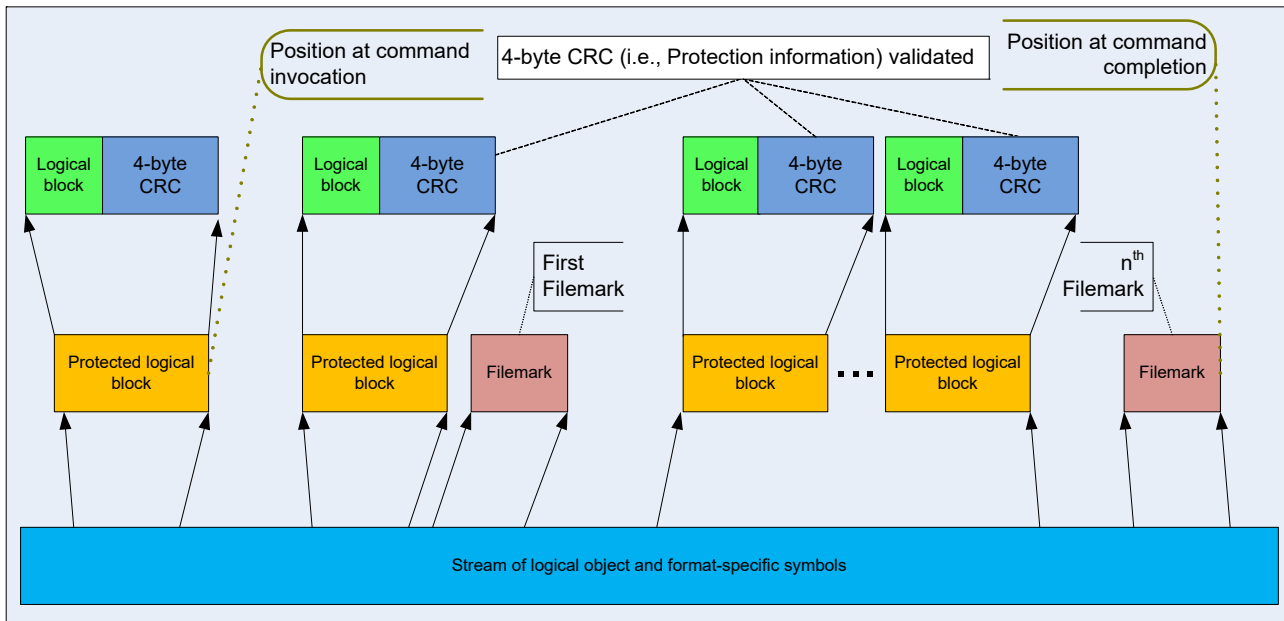 Position at command
invocation
4-byte CRC (i.e., Protection information) validated
Position at command
completion
Logical
block
4-byte
CRC
Logical
block
4-byte
CRC
Logical
block
4-byte
CRC
Logical
block
4-byte
CRC
First
Filemark
nth
Filemark
Protected logical
block
Protected logical
block
Filemark
Protected logical
block
Protected logical
block
Filemark
Stream of logical object and format-specific symbols